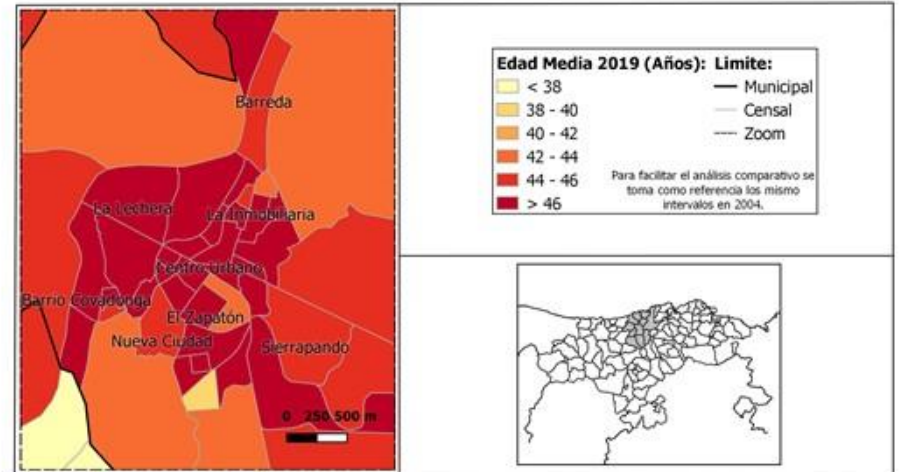 Barreda
La Lechera
La Inmobiliaria
Centro Urbano
Barrio Covadonga
El Zapatón
Nueva Ciudad
Sierrapando
0 250 500 m
Edad Media 2019 (Años): Limite:
< 38
38 - 40
40 - 42
42 - 44
44 - 46
> 46
Municipal
Censal
Zoom
Para facilitar el análisis comparativo se
toma como referencia los mismo
intervalos en 2004.